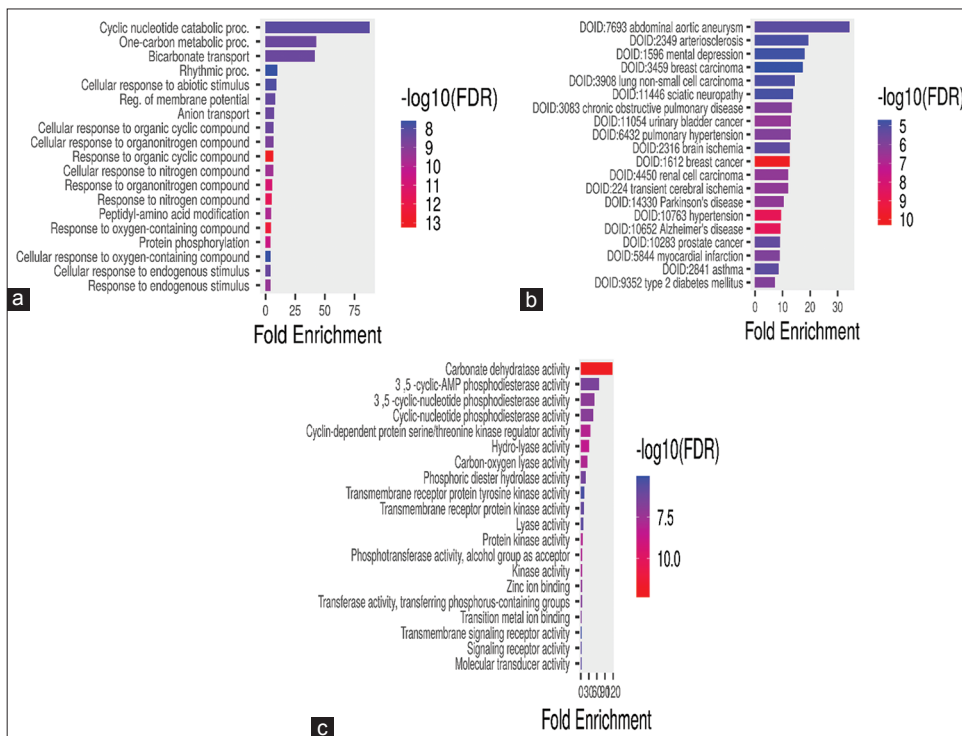 Cyclic nucleotide catabolic proc.
One-carbon metabolic proc.
Bicarbonate transport
Rhythmic proc.
Cellular response to abiotic stimulus
Reg. of membrane potential
Anion transport
Cellular response to organic cyclic compound
Cellular response to organonitrogen compound
Response to organic cyclic compound
Cellular response to nitrogen compound
Response to organonitrogen compound
Response to nitrogen compound
Peptidyl-amino acid modification
Response to oxygen-containing compound
Protein phosphorylation
Cellular response to oxygen-containing compound
Cellular response to endogenous stimulus
Response to endogenous stimulus
0 25 50 75
Fold Enrichment
-log10(FDR)
8
9
10
11
12
13
a
DOID:7693 abdominal aortic aneurysm
DOID:2349 arteriosclerosis
DOID:1596 mental depression
DOID:3459 breast carcinoma
DOID:3908 lung non-small cell carcinoma
DOID:11446 sciatic neuropathy
DOID:3083 chronic obstructive pulmonary disease
DOID:11054 urinary bladder cancer
DOID:6432 pulmonary hypertension
DOID:2316 brain ischemia
DOID:1612 breast cancer
DOID:4450 renal cell carcinoma
DOID:224 transient cerebral ischemia
DOID:14330 Parkinson's disease
DOID:10763 hypertension
DOID:10652 Alzheimer's disease
DOID:10283 prostate cancer
DOID:5844 myocardial infarction
DOID:2841 asthma
DOID:9352 type 2 diabetes mellitus
0 10 20 30
Fold Enrichment
-log10(FDR)
5
6
7
8
9
10
b
Carbonate dehydratase activity
3 ,5 -cyclic-AMP phosphodiesterase activity
3 ,5 -cyclic-nucleotide phosphodiesterase activity
Cyclic-nucleotide phosphodiesterase activity
Cyclin-dependent protein serine/threonine kinase regulator activity
Hydro-lyase activity
Carbon-oxygen lyase activity
Phosphoric diester hydrolase activity
Transmembrane receptor protein tyrosine kinase activity
Transmembrane receptor protein kinase activity
Lyase activity
Protein kinase activity
Phosphotransferase activity, alcohol group as acceptor
Kinase activity
Zinc ion binding
Transferase activity, transferring phosphorus-containing groups
Transition metal ion binding
Transmembrane signaling receptor activity
Signaling receptor activity
Molecular transducer activity
0 30 60 90 120
Fold Enrichment
-log10(FDR)
7.5
10.0
c